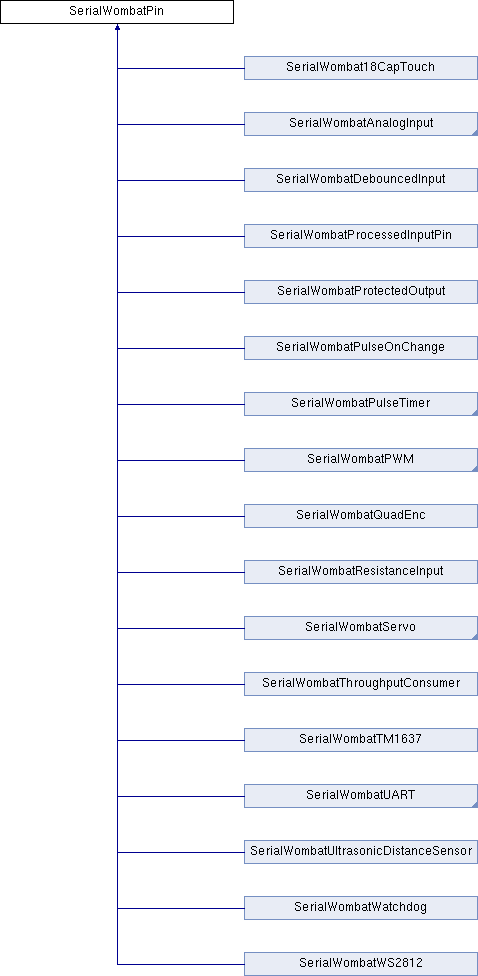 SerialWombatPin
SerialWombat18CapTouch
SerialWombatAnalogInput
SerialWombatDebouncedInput
SerialWombatProcessedInputPin
SerialWombatProtectedOutput
SerialWombatPulseOnChange
SerialWombatPulseTimer
SerialWombatPWM
SerialWombatQuadEnc
SerialWombatResistanceInput
SerialWombatServo
SerialWombatThroughputConsumer
SerialWombatTM1637
SerialWombatUART
SerialWombatUltrasonicDistanceSensor
SerialWombatWatchdog
SerialWombatWS2812